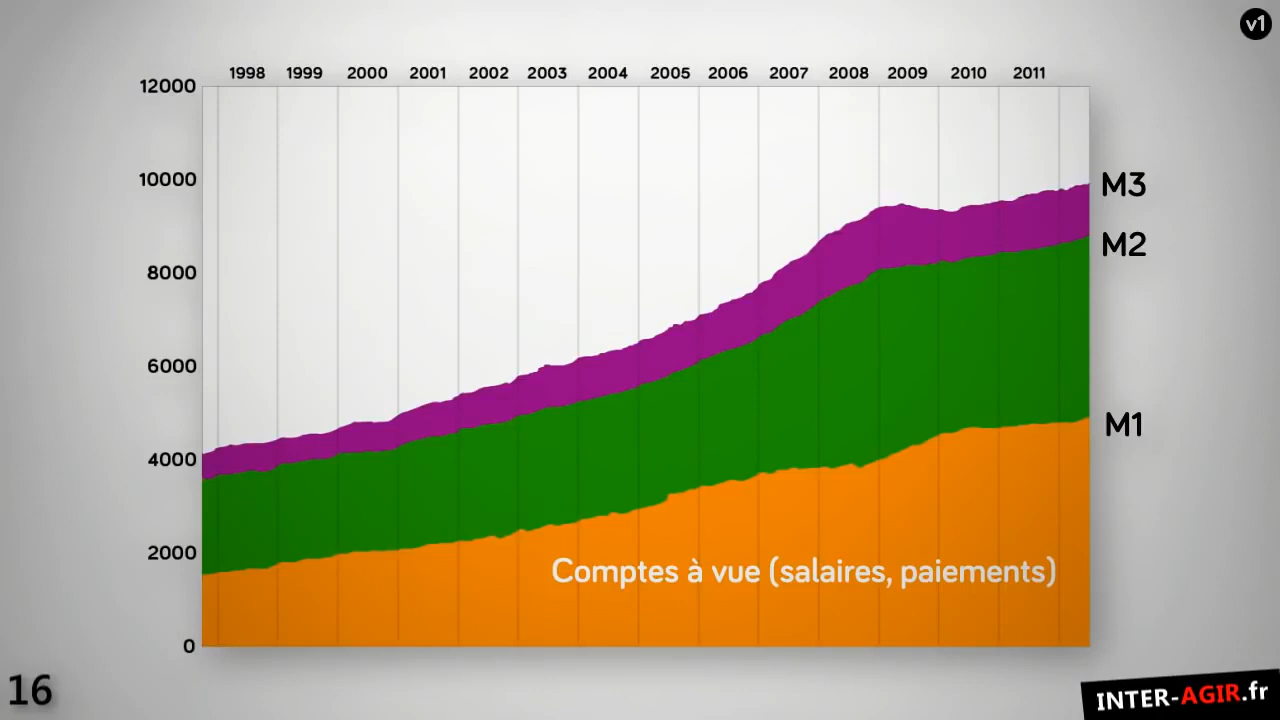 v1
1998 1999 2000 2001 2002 2003 2004 2005 2006 2007 2008 2009 2010 2011
12000
10000
M3
M2
8000
6000
M1
4000
2000
Comptes à vue (salaires, paiements)
0
16
INTER-AGIR.fr